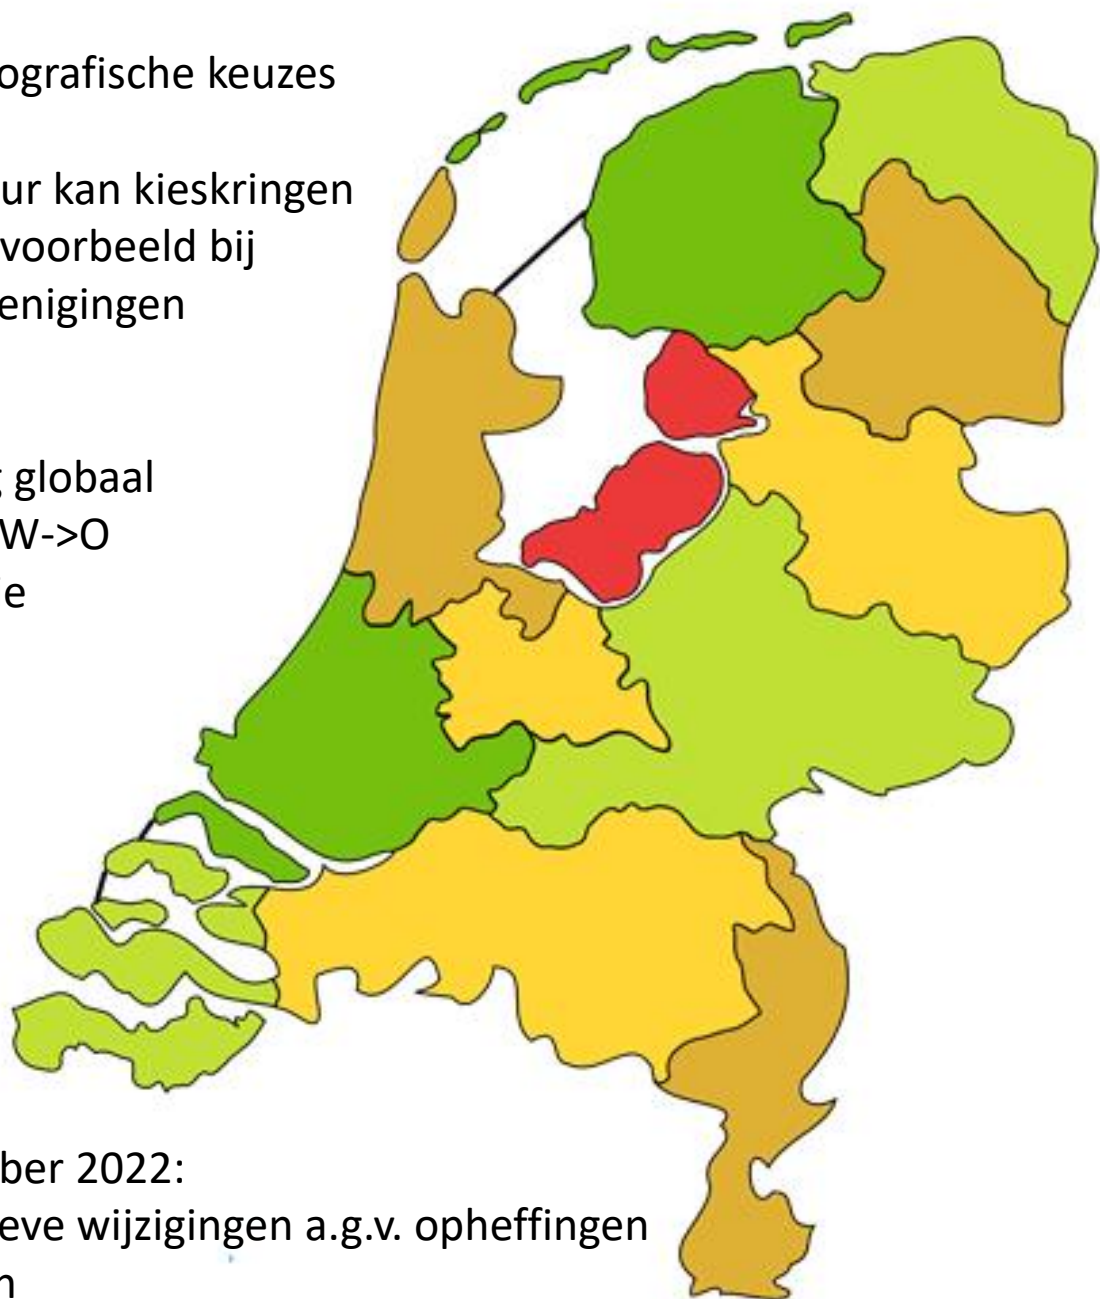 ografische keuzes
ur kan kieskringen
voorbeeld bij
enigingen
g globaal
W->O
e
ber 2022:
eve wijzigingen a.g.v. opheffingen
n